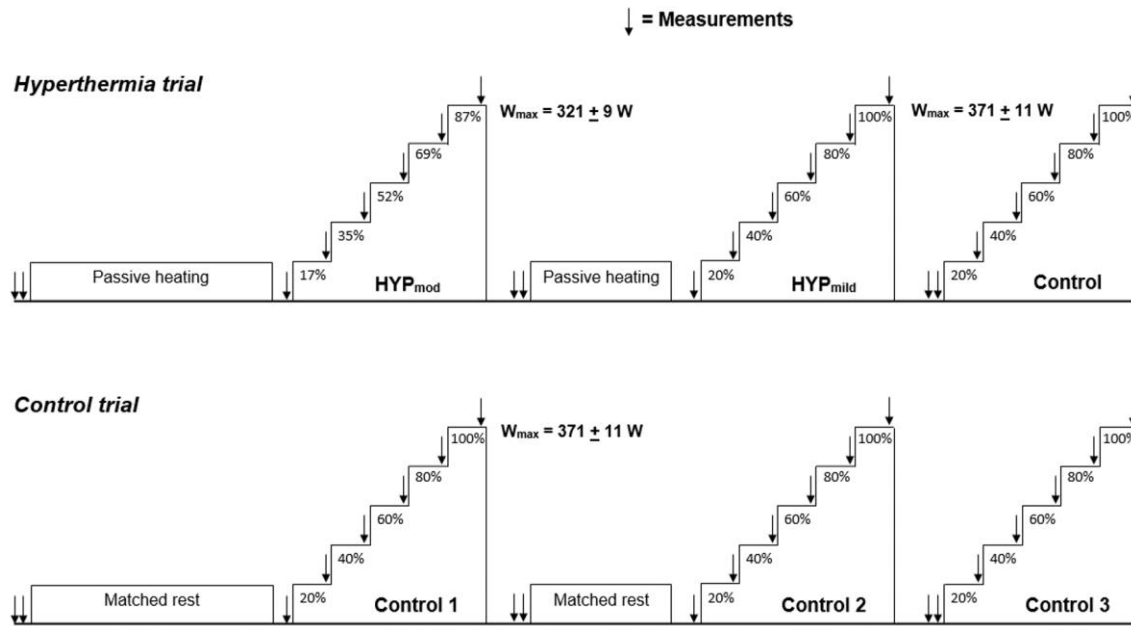 = Measurements
Hyperthermia trial
87%
69%
52%
35%
17%
Passive heating
HYPmod
Wmax = 321 ± 9 W
100%
80%
60%
40%
20%
Passive heating
HYPmild
Wmax = 371 ± 11 W
100%
80%
60%
40%
20%
Control
Control trial
100%
80%
60%
40%
20%
Matched rest
Control 1
Wmax = 371 ± 11 W
100%
80%
60%
40%
20%
Matched rest
Control 2
100%
80%
60%
40%
20%
Control 3